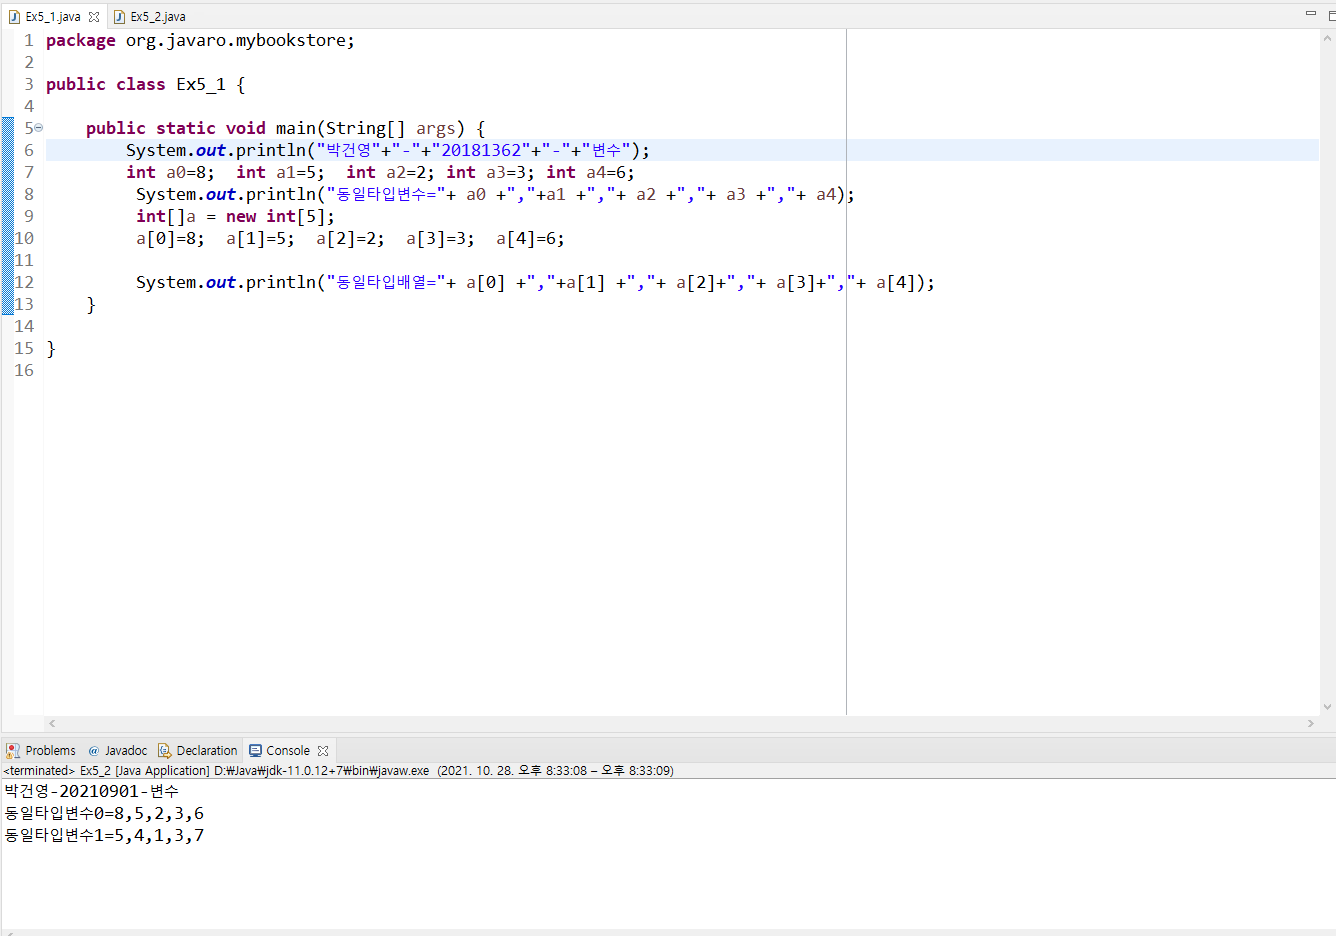 Ex5_1.java Ex5_2.java
1 package org.javaro.mybookstore;
2
3 public class Ex5_1 {
4
5 public static void main(String[] args) {
6 System.out.println("박건영"+"-"+"20181362"+"-"+"변수");
7 int a0=8;  int a1=5;  int a2=2; int a3=3; int a4=6;
8 System.out.println("동일타입변수="+ a0 +","+a1 +","+ a2 +","+ a3 +","+ a4);
9 int[]a = new int[5];
10 a[0]=8;  a[1]=5;  a[2]=2;  a[3]=3;  a[4]=6;
11
12 System.out.println("동일타입배열="+ a[0] +","+a[1] +","+ a[2]+","+ a[3]+","+ a[4]);
13 }
14
15 }
16
Problems @ Javadoc Declaration Console
<terminated> Ex5_2 [Java Application] D:₩Java₩jdk-11.0.12+7₩bin₩javaw.exe (2021. 10. 28. 오후 8:33:08 – 오후 8:33:09)
박건영-20210901-변수
동일타입변수0=8,5,2,3,6
동일타입변수1=5,4,1,3,7